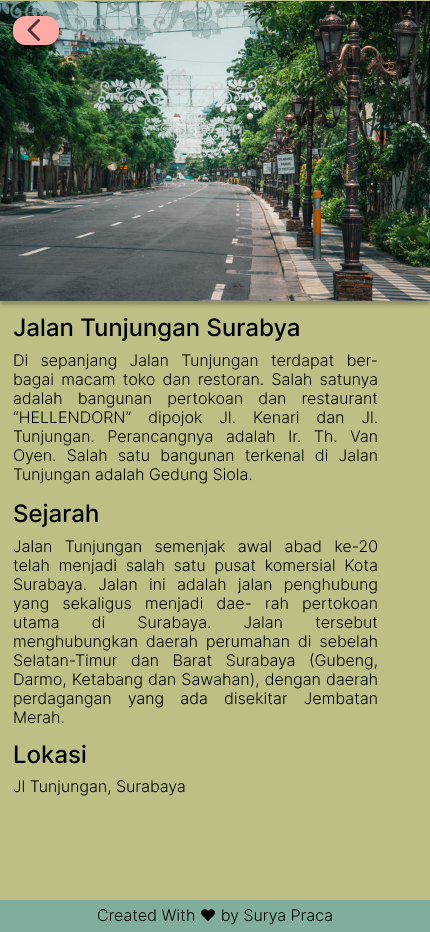 Jalan Tunjungan Surabya
Di sepanjang Jalan Tunjungan terdapat ber-
bagai macam toko dan restoran. Salah satunya
adalah bangunan pertokoan dan restaurant
“HELLENDORN” dipojok Jl. Kenari dan Jl.
Tunjungan. Perancangnya adalah Ir. Th. Van
Oyen. Salah satu bangunan terkenal di Jalan
Tunjungan adalah Gedung Siola.
Sejarah
Jalan Tunjungan semenjak awal abad ke-20
telah menjadi salah satu pusat komersial Kota
Surabaya. Jalan ini adalah jalan penghubung
yang sekaligus menjadi dae- rah pertokoan
utama di Surabaya. Jalan tersebut
menghubungkan daerah perumahan di sebelah
Selatan-Timur dan Barat Surabaya (Gubeng,
Darmo, Ketabang dan Sawahan), dengan daerah
perdagangan yang ada disekitar Jembatan
Merah.
Lokasi
Jl Tunjungan, Surabaya
Created With ♥ by Surya Praca